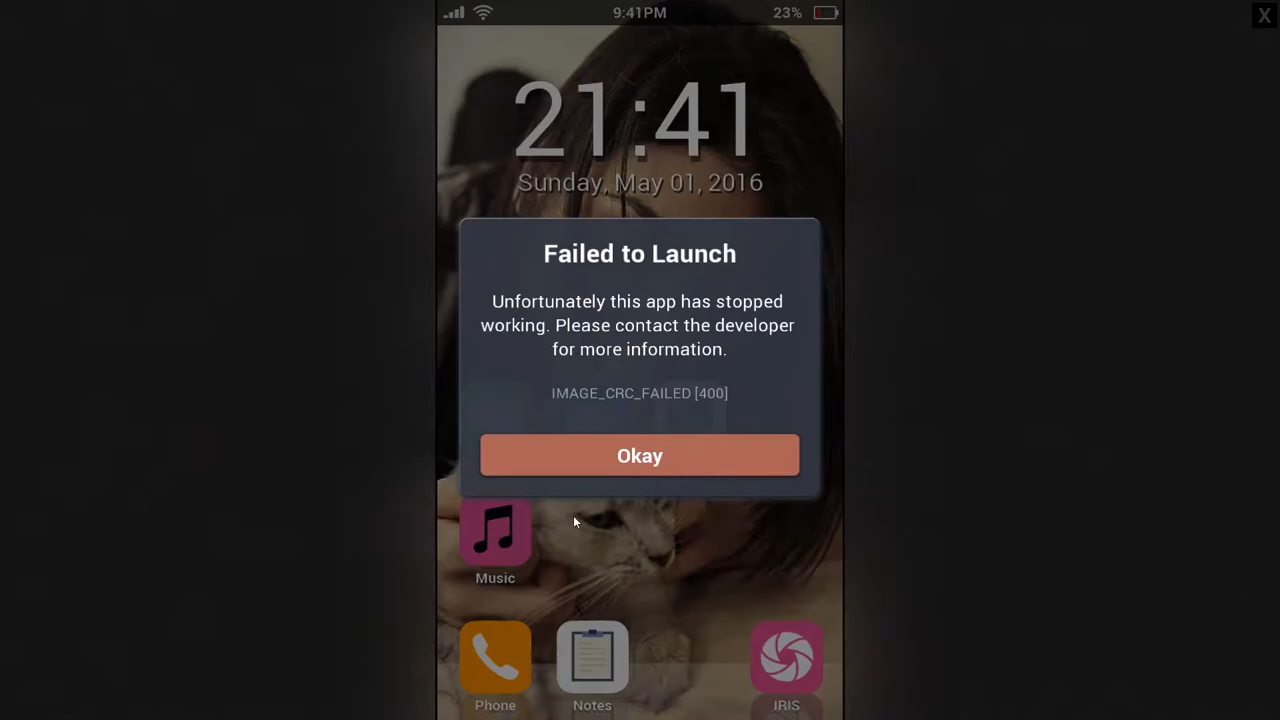 9:41PM 23% X
21:41
Sunday, May 01, 2016
Failed to Launch
Unfortunately this app has stopped
working. Please contact the developer
for more information.
IMAGE_CRC_FAILED [400]
Okay
Music
Phone Notes IRIS